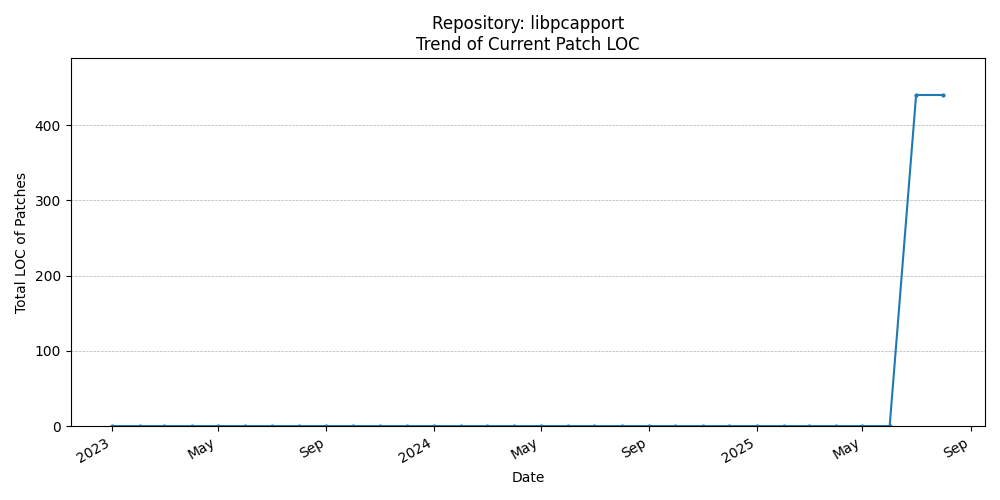 Repository: libpcapport
Trend of Current Patch LOC
Total LOC of Patches
400
300
200
100
0
2023
May
Sep
2024
May
Sep
2025
May
Sep
Date